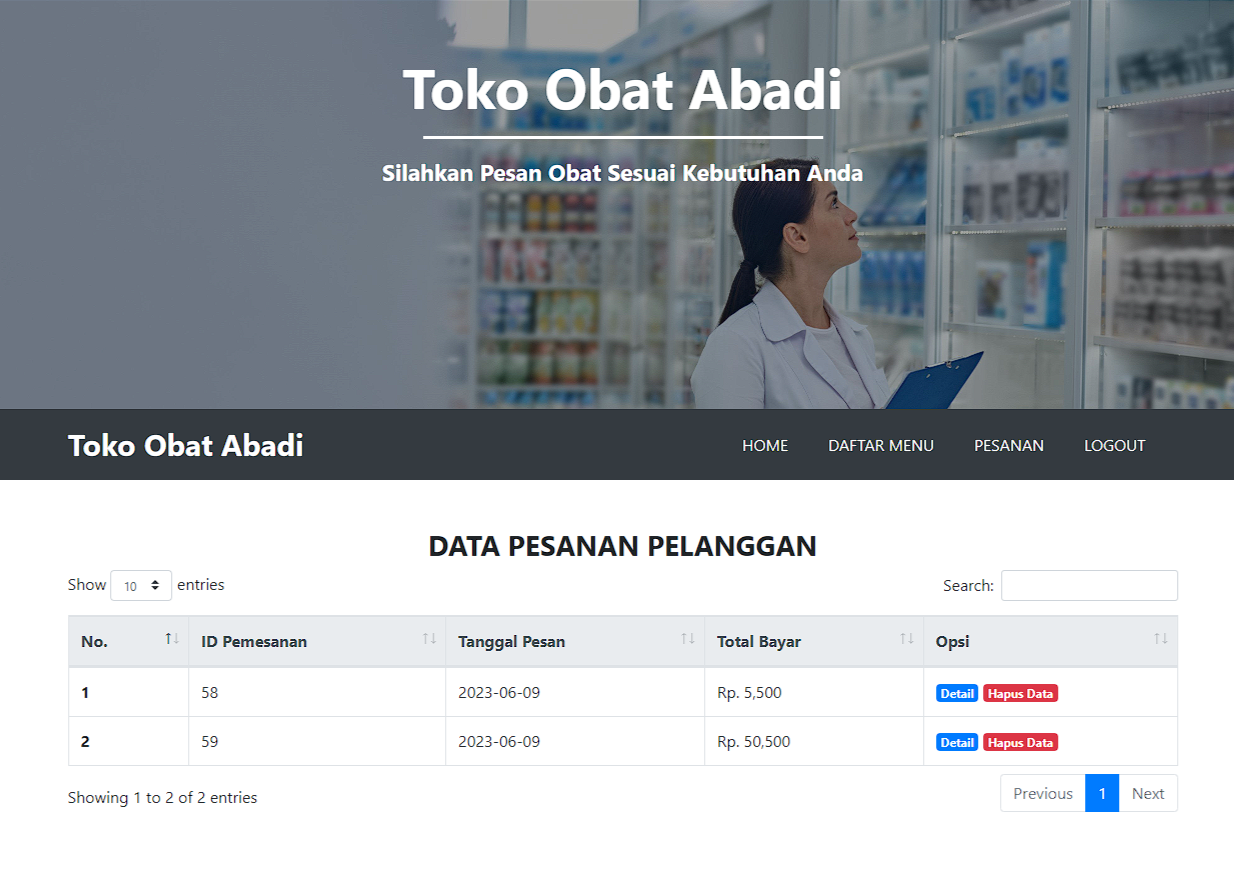 Toko Obat Abadi
Silahkan Pesan Obat Sesuai Kebutuhan Anda
Toko Obat Abadi HOME DAFTAR MENU PESANAN LOGOUT
DATA PESANAN PELANGGAN
Show 10 entries Search:
No. ID Pemesanan Tanggal Pesan Total Bayar Opsi
1 58 2023-06-09 Rp. 5,500 Detail Hapus Data
2 59 2023-06-09 Rp. 50,500 Detail Hapus Data
Showing 1 to 2 of 2 entries Previous 1 Next